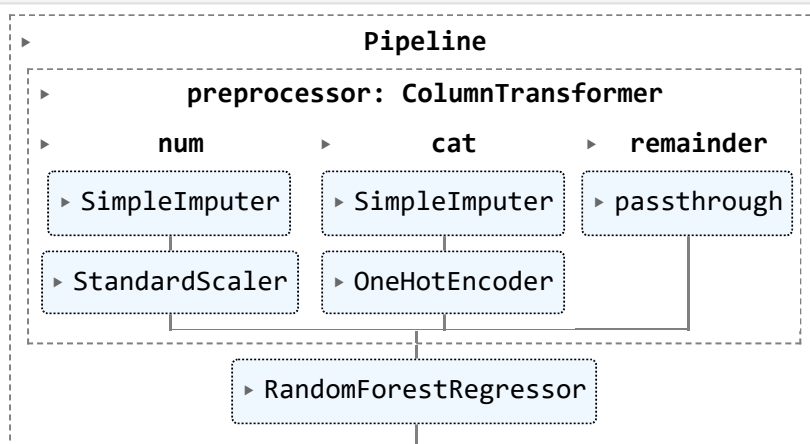 Pipeline
preprocessor: ColumnTransformer
num cat remainder
SimpleImputer SimpleImputer passthrough
StandardScaler OneHotEncoder
RandomForestRegressor